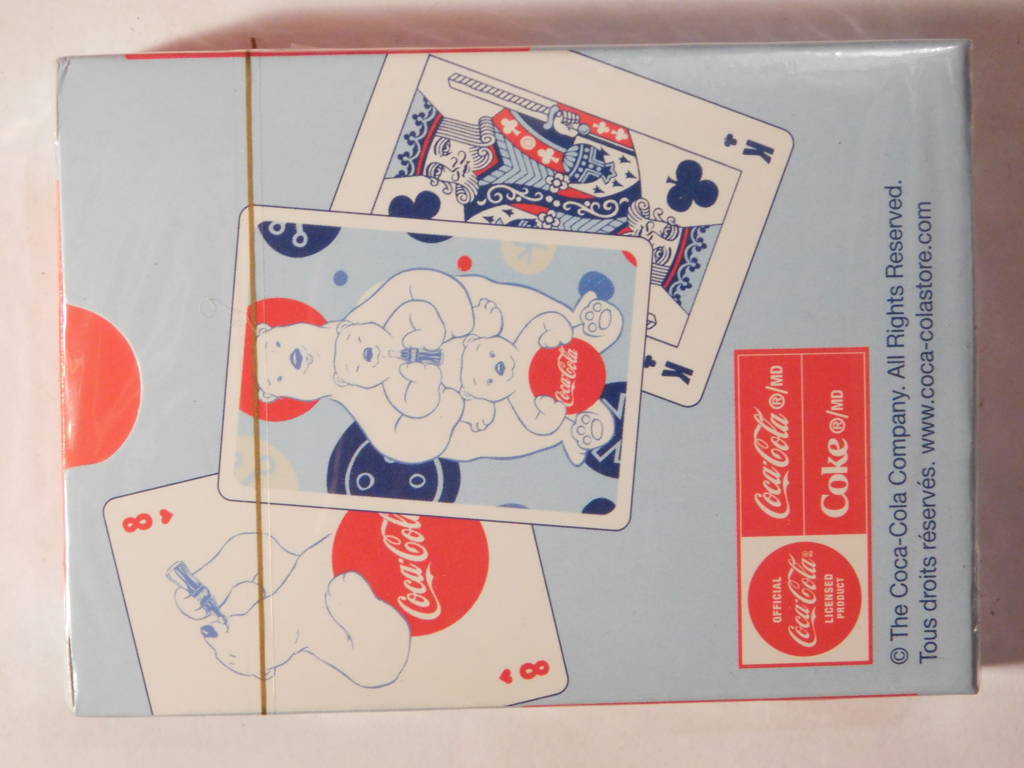 8
Coca-Cola
8
Coca-Cola
K
K
OFFICIAL
Coca-Cola®
LICENSED
PRODUCT
Coca-Cola ®/MD
Coke ®/MD
© The Coca-Cola Company. All Rights Reserved.
Tous droits réservés. www.coca-colastore.com